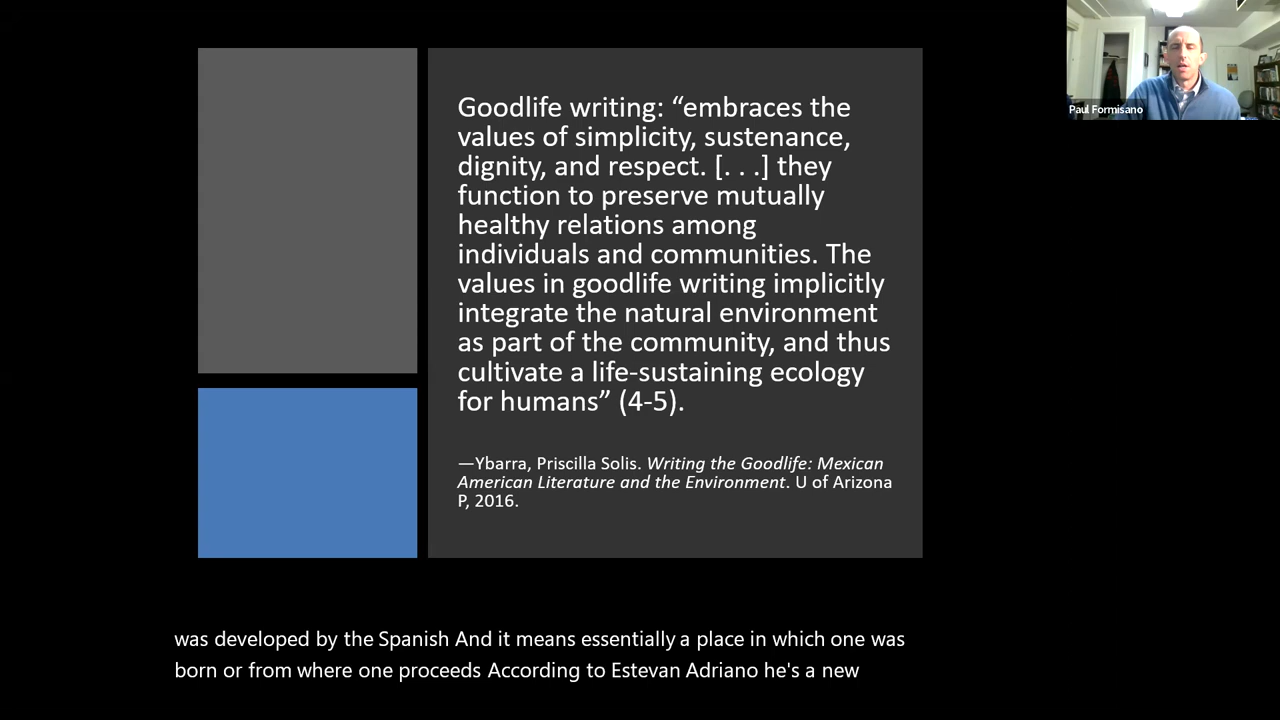 Goodlife writing: “embraces the
values of simplicity, sustenance,
dignity, and respect. [. . .] they
function to preserve mutually
healthy relations among
individuals and communities. The
values in goodlife writing implicitly
integrate the natural environment
as part of the community, and thus
cultivate a life-sustaining ecology
for humans” (4-5).
—Ybarra, Priscilla Solis. Writing the Goodlife: Mexican
American Literature and the Environment. U of Arizona
P, 2016.
Paul Formisano
was developed by the Spanish And it means essentially a place in which one was
born or from where one proceeds According to Estevan Adriano he's a new